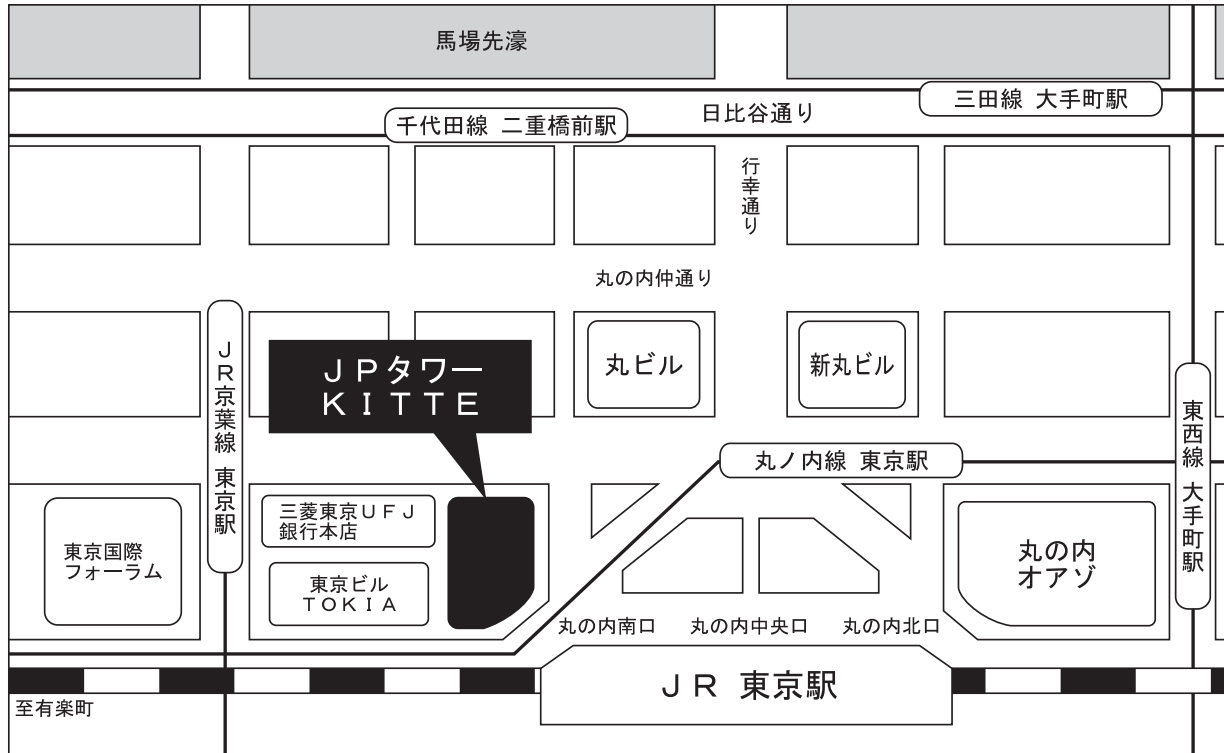 馬場先濠
三田線 大手町駅
日比谷通り
千代田線 二重橋前駅
行幸通り
丸の内仲通り
JR京葉線 東京駅
JPタワー
KITTE
丸ビル
新丸ビル
東西線 大手町駅
丸ノ内線 東京駅
東京国際
フォーラム
三菱東京UFJ
銀行本店
東京ビル
TOKIA
丸の内
オアゾ
丸の内南口
丸の内中央口
丸の内北口
JR 東京駅
至有楽町